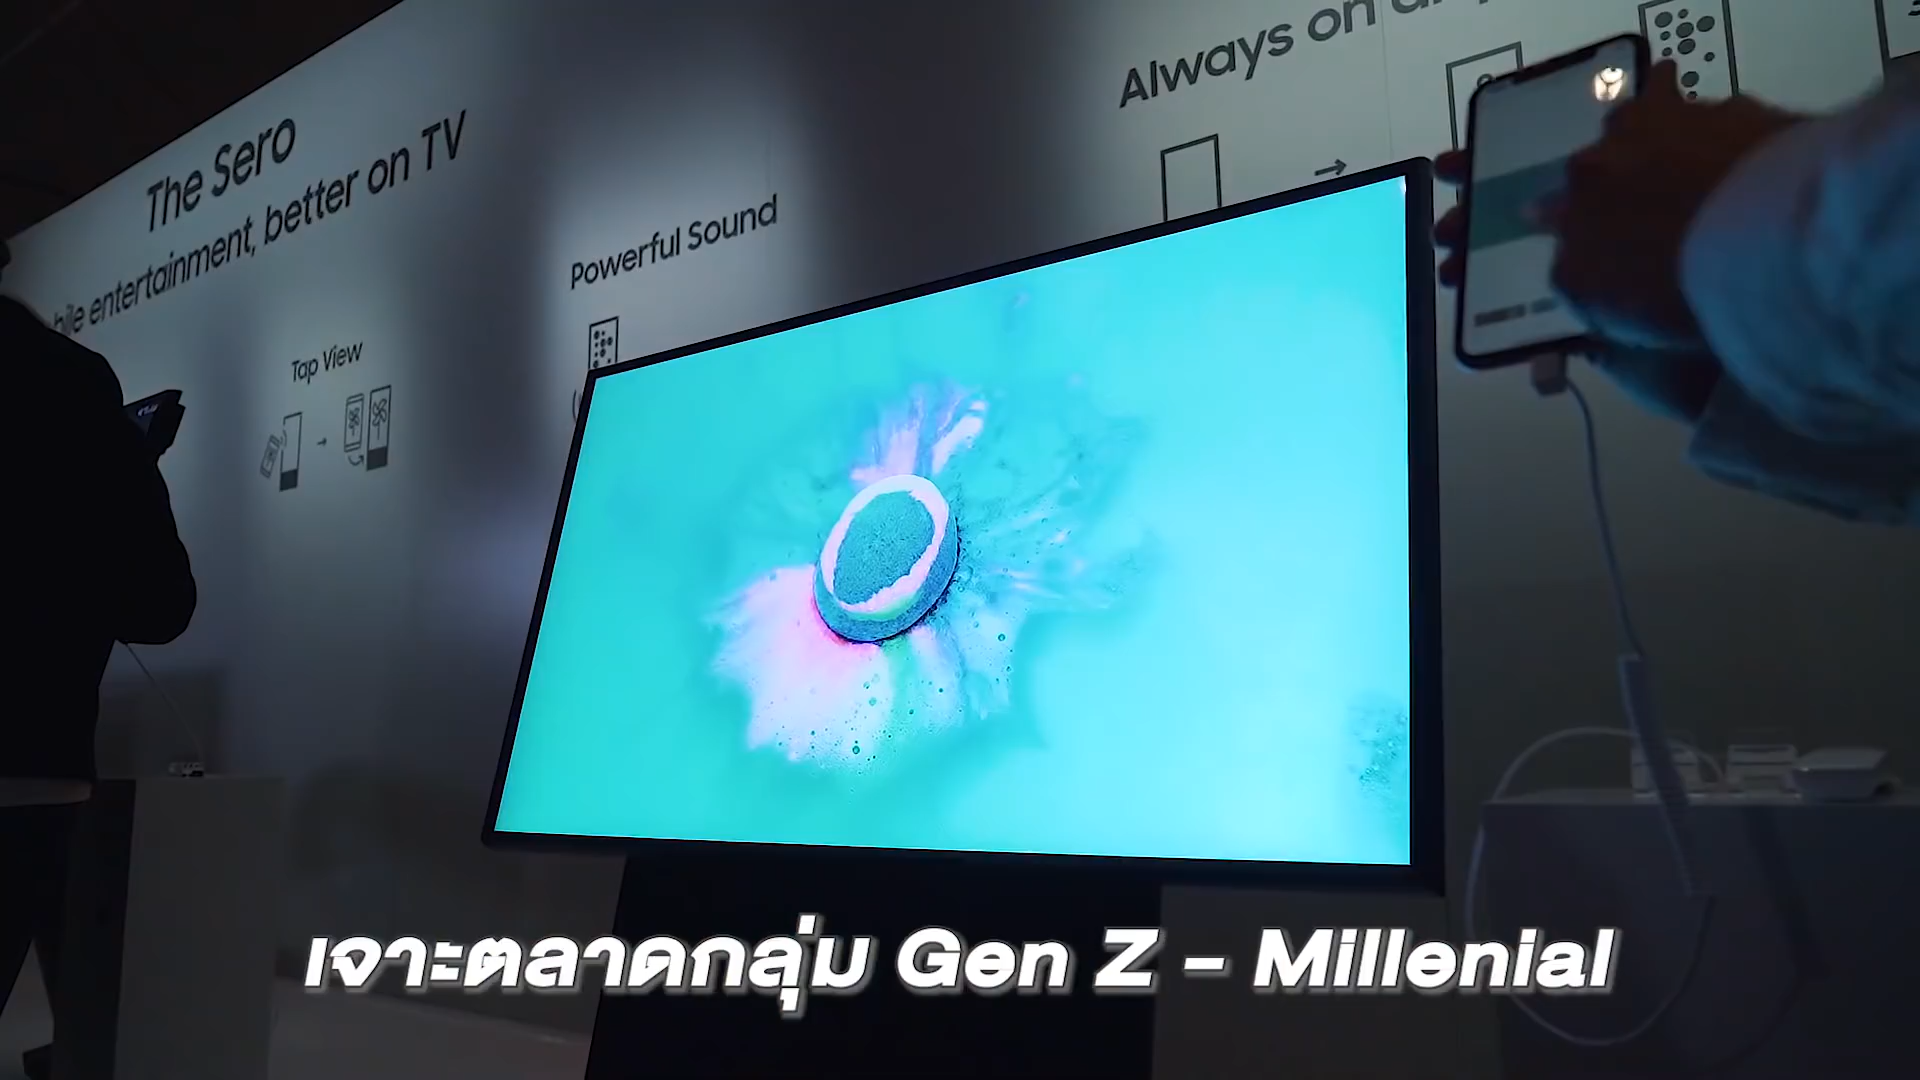 The Sero
entertainment, better on TV
Tap View
Powerful Sound
Always on
เจาะตลาดกลุ่ม Gen Z - Millenial